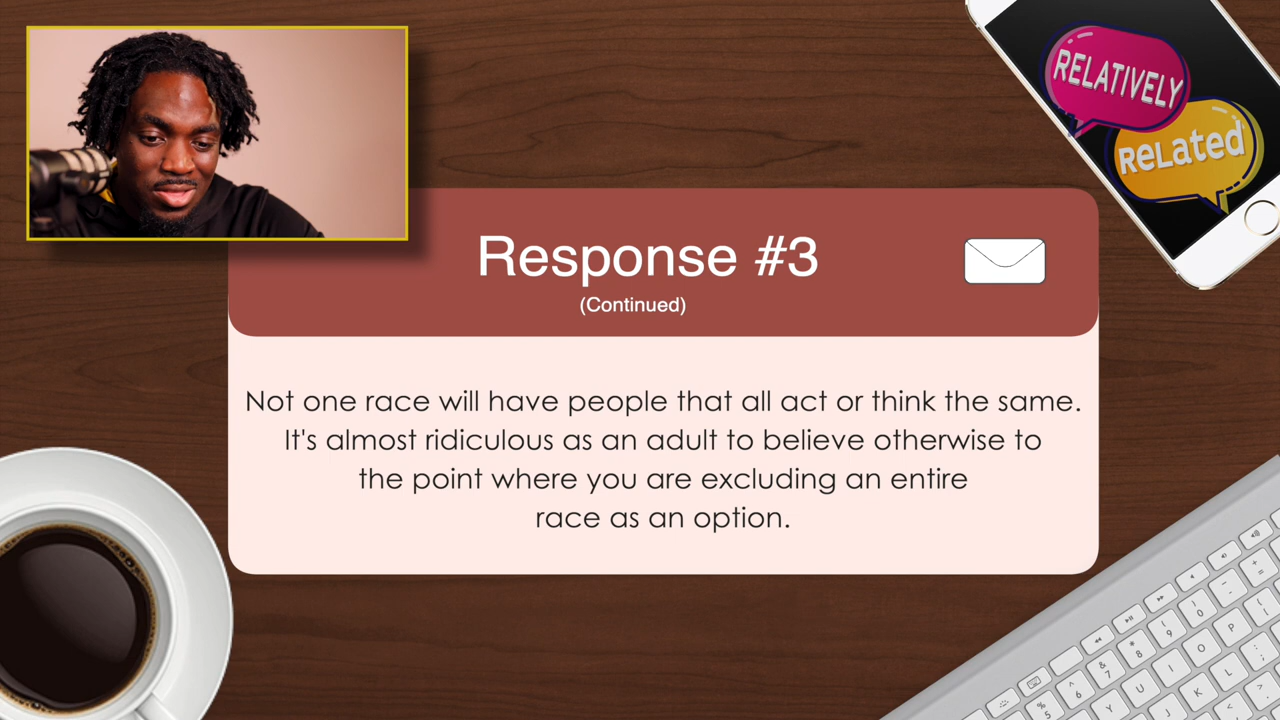 RELATIVELY
ReLated
Response #3
(Continued)
Not one race will have people that all act or think the same.
It's almost ridiculous as an adult to believe otherwise to
the point where you are excluding an entire
race as an option.